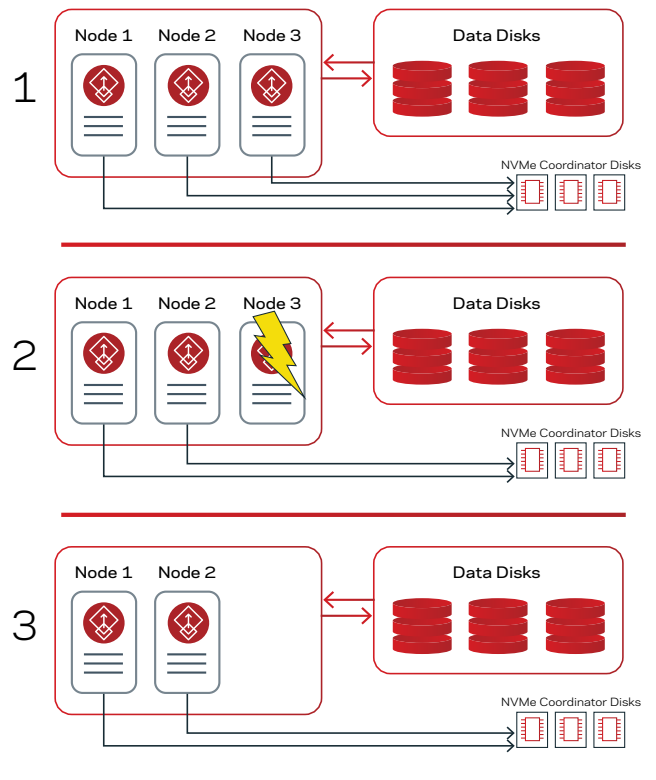 1
Node 1 Node 2 Node 3
Data Disks
NVMe Coordinator Disks
2
Node 1 Node 2 Node 3
Data Disks
NVMe Coordinator Disks
3
Node 1 Node 2
Data Disks
NVMe Coordinator Disks